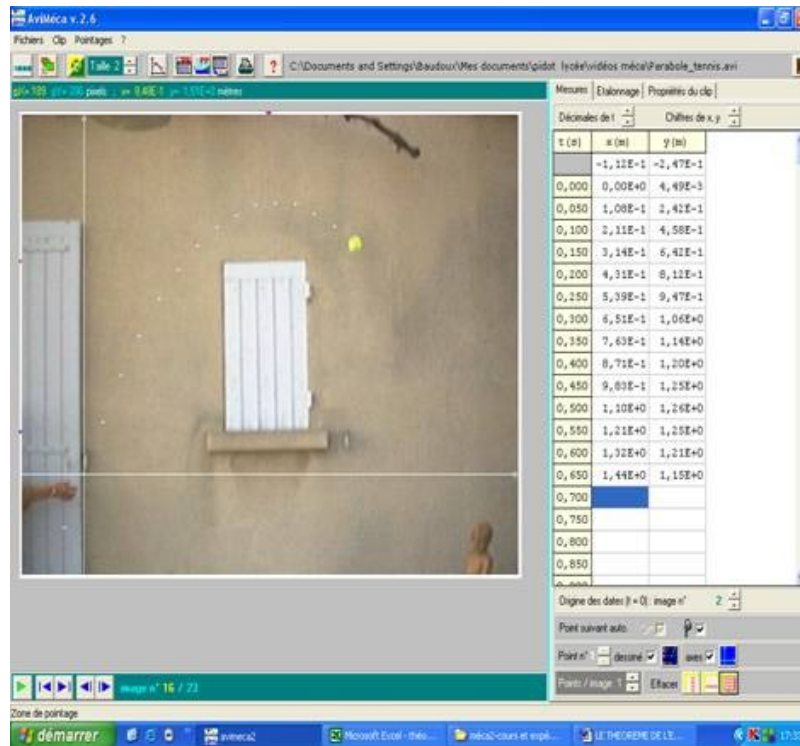 AviMéca v.2.6
Fichiers Clip Pointages ?
Taille 2 ? C:\Documents and Settings\Baudoux\Mes documents\pidot lycée\vidéos méca\Parabole_tennis.avi
pixels mètres
Mesures Etalonnage Propriétés du clip
Décimales de t Chiffres de x, y
t (s) x (m) y (m)
-1,12E-1 -2,47E-1
0,000 0,00E+0 4,49E-3
0,050 1,08E-1 2,42E-1
0,100 2,11E-1 4,58E-1
0,150 3,14E-1 6,42E-1
0,200 4,31E-1 8,12E-1
0,250 5,39E-1 9,47E-1
0,300 6,51E-1 1,06E+0
0,350 7,63E-1 1,14E+0
0,400 8,71E-1 1,20E+0
0,450 9,83E-1 1,25E+0
0,500 1,10E+0 1,26E+0
0,550 1,21E+0 1,25E+0
0,600 1,32E+0 1,21E+0
0,650 1,44E+0 1,15E+0
0,700
0,750
0,800
0,850
Origine des dates (t = 0) : image n° 2
Point suivant auto.
Point n° 1 dessiné axes
Points / image 1 Effacer
image n° 16 / 23
Zone de pointage
démarrer avimeca2 Microsoft Excel - théo... méca2-cours et expé... LE THEOREME DE L'E... 17:3